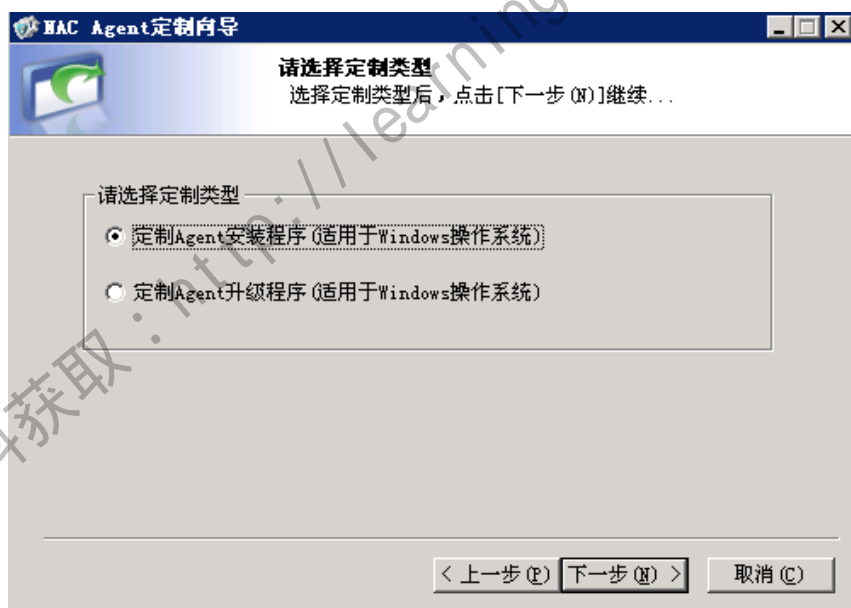 NAC Agent定制向导
请选择定制类型
选择定制类型后，点击[下一步(N)]继续...
请选择定制类型
定制Agent安装程序(适用于Windows操作系统)
定制Agent升级程序(适用于Windows操作系统)
获取：http://learning
< 上一步(P) 下一步(N) > 取消(C)